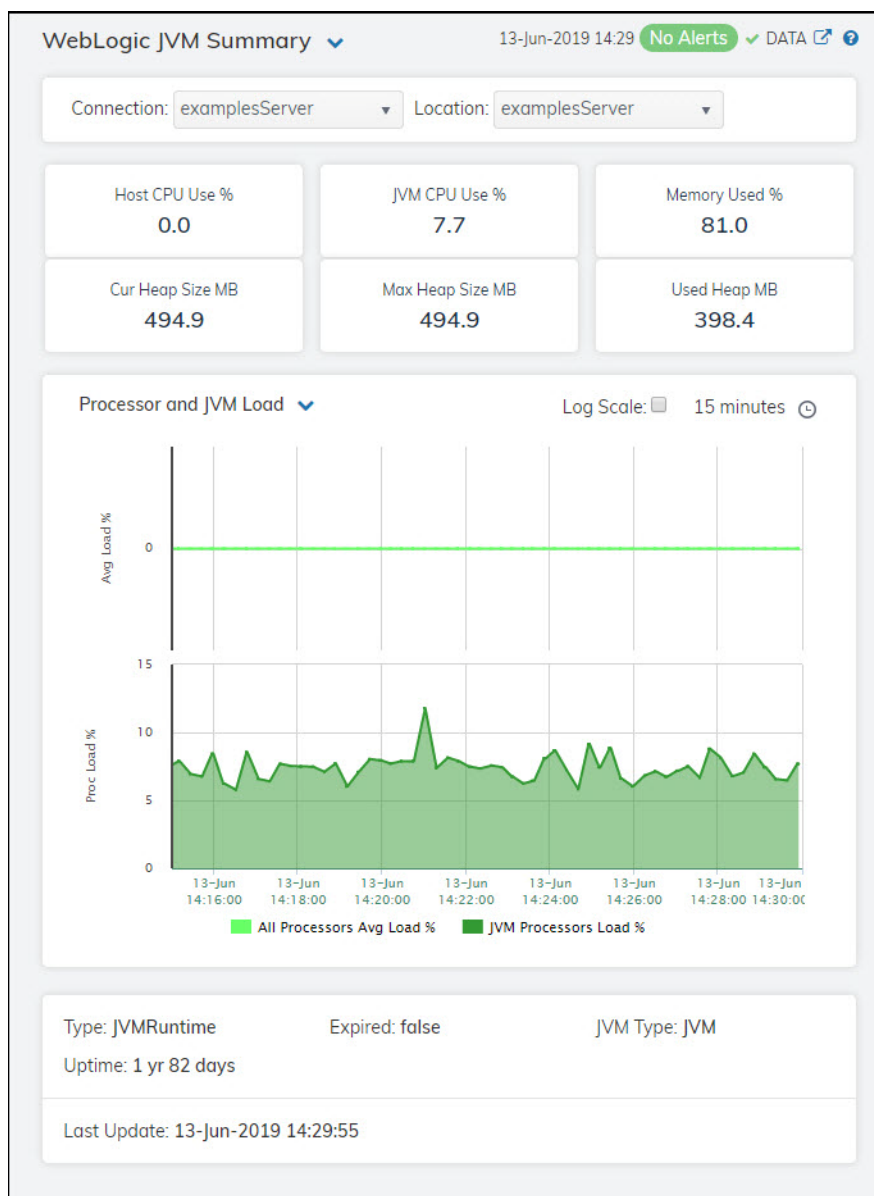 WebLogic JVM Summary 13-Jun-2019 14:29 No Alerts DATA
Connection: examplesServer Location: examplesServer
Host CPU Use % JVM CPU Use % Memory Used %
0.0 7.7 81.0
Cur Heap Size MB Max Heap Size MB Used Heap MB
494.9 494.9 398.4
Processor and JVM Load Log Scale: 15 minutes
Avg Load %
0
Proc Load %
15
10
5
0
13-Jun 13-Jun 13-Jun 13-Jun 13-Jun 13-Jun 13-Jun 13-Jun
14:16:00 14:18:00 14:20:00 14:22:00 14:24:00 14:26:00 14:28:00 14:30:00
All Processors Avg Load % JVM Processors Load %
Type: JVMRuntime Expired: false JVM Type: JVM
Uptime: 1 yr 82 days
Last Update: 13-Jun-2019 14:29:55